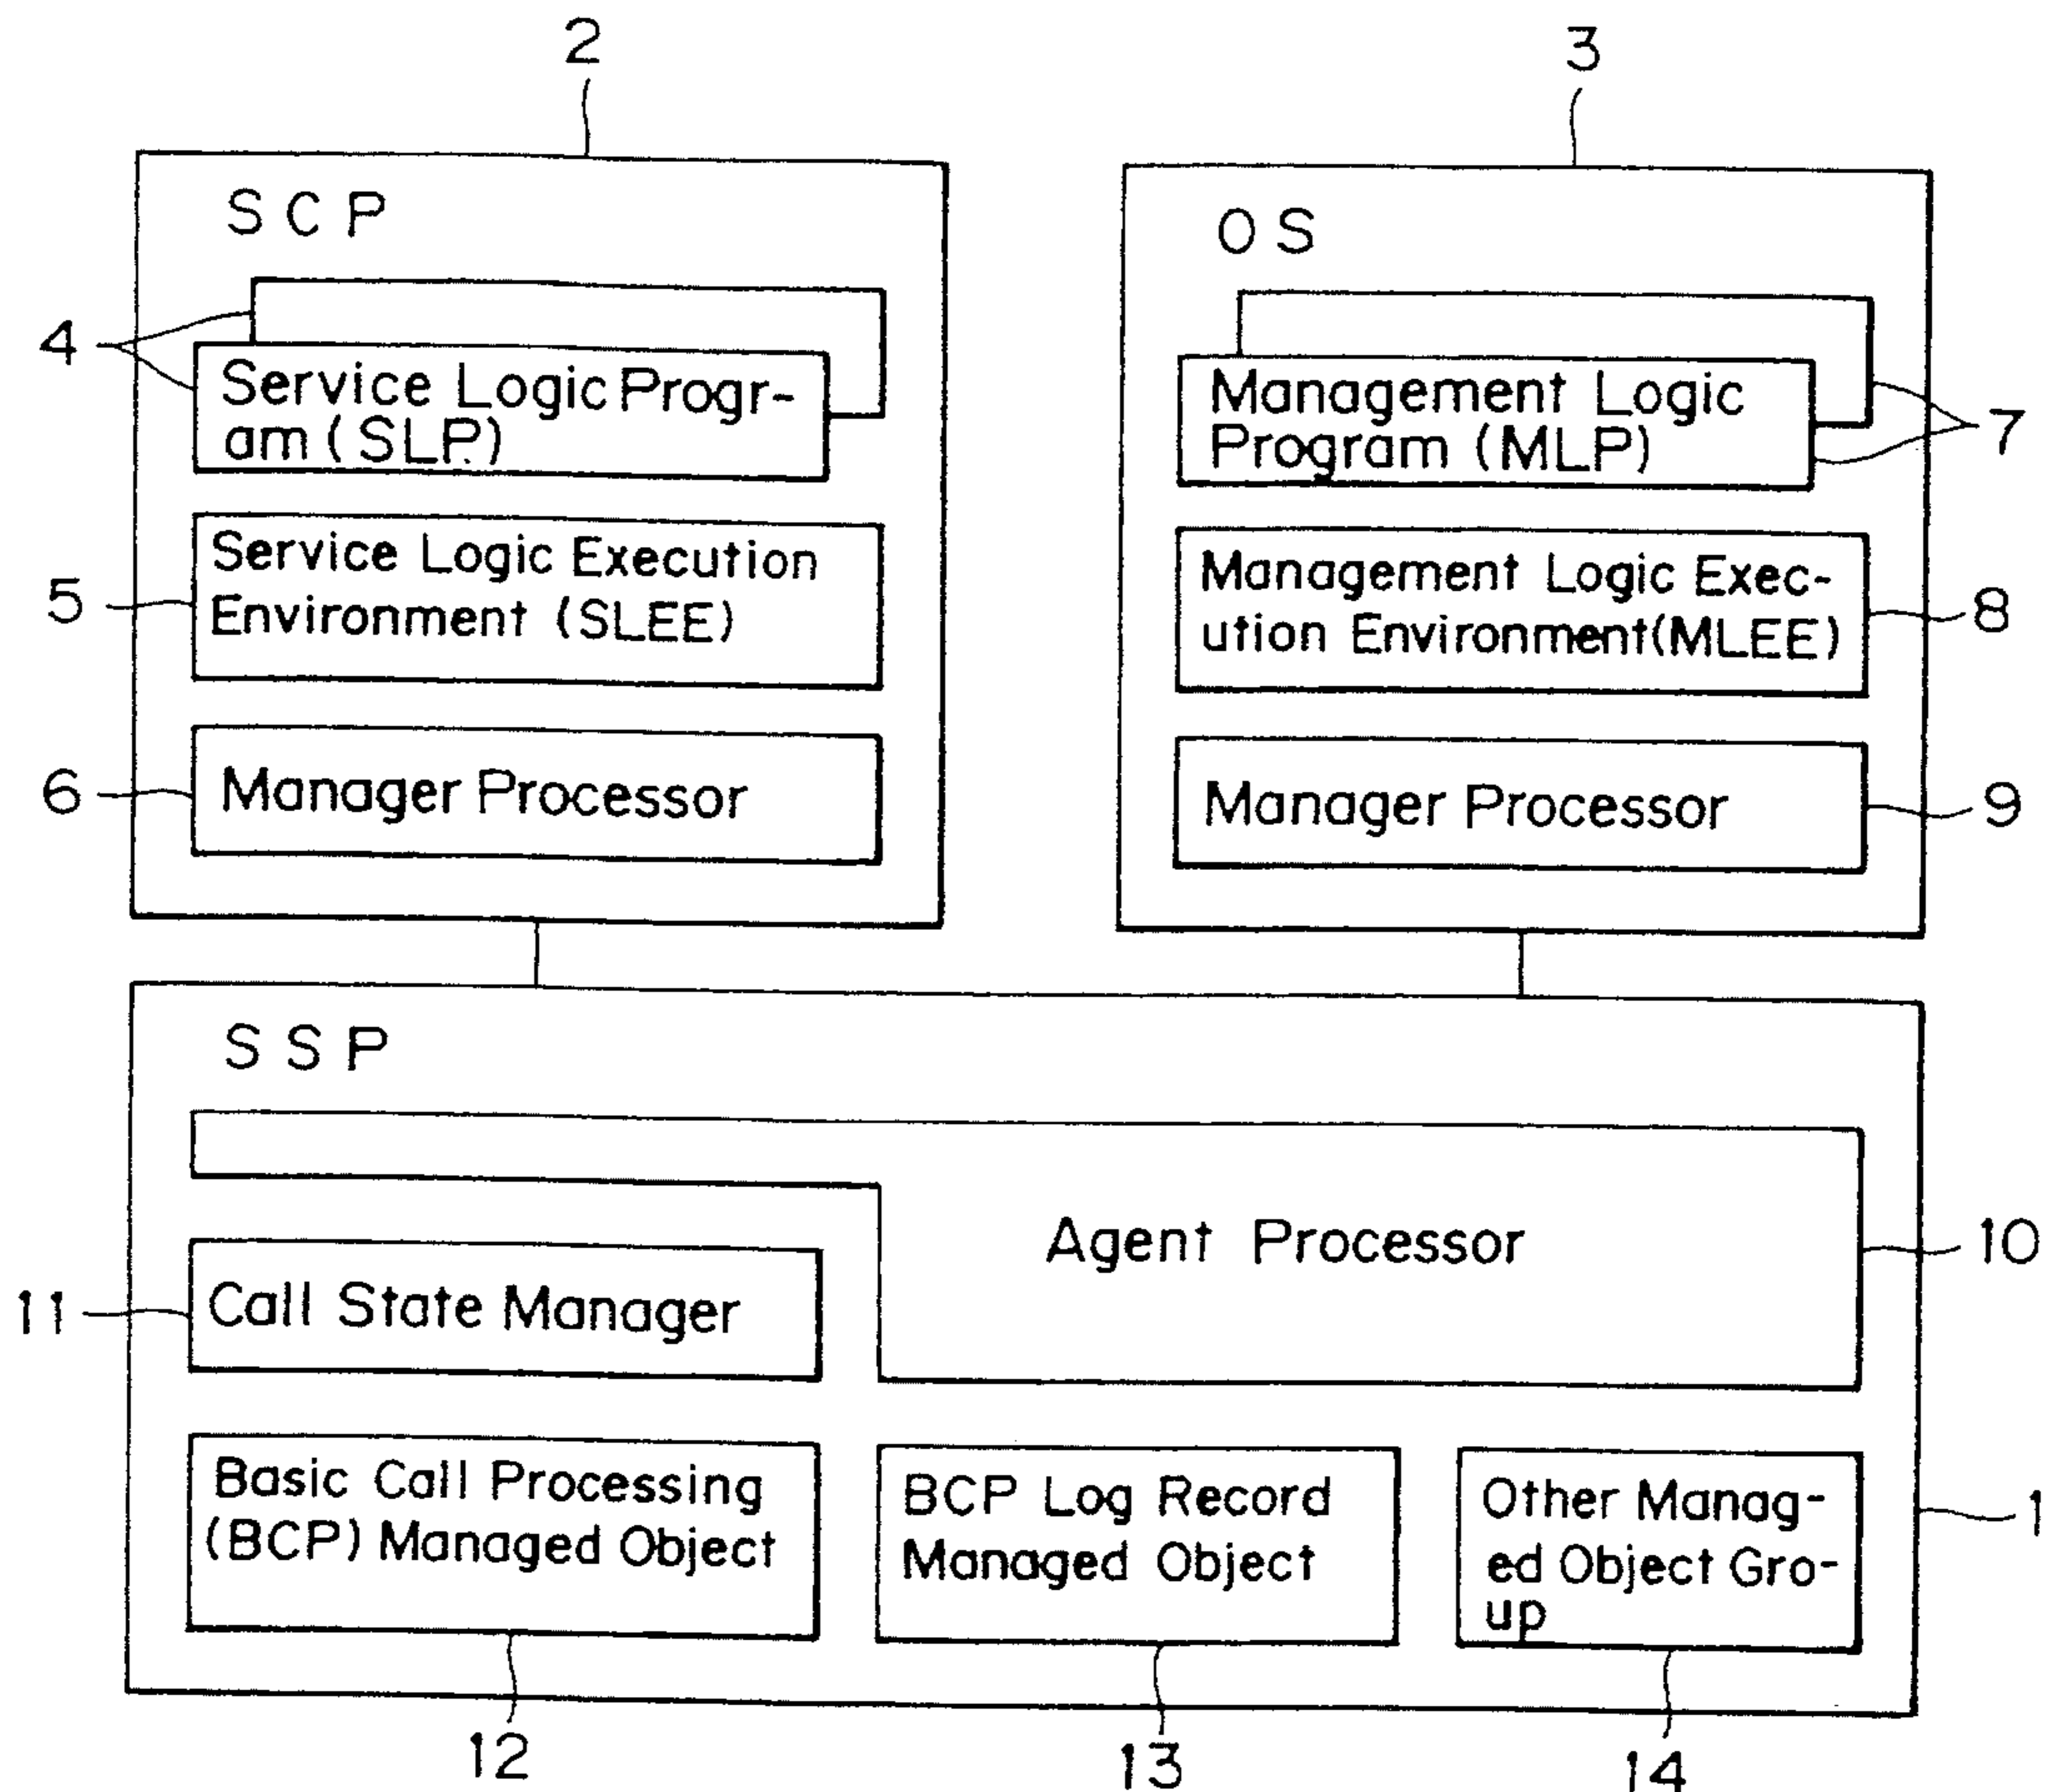 2
3
S C P
O S
4
Service Logic Progr-
am (SLP)
Management Logic
Program (MLP)
7
5
Service Logic Execution
Environment (SLEE)
Management Logic Exec-
ution Environment(MLEE)
8
6
Manager Processor
Manager Processor
9
S S P
Agent Processor
10
11
Call State Manager
Basic Call Processing
(BCP) Managed Object
BCP Log Record
Managed Object
Other Manag-
ed Object Gro-
up
1
12
13
14